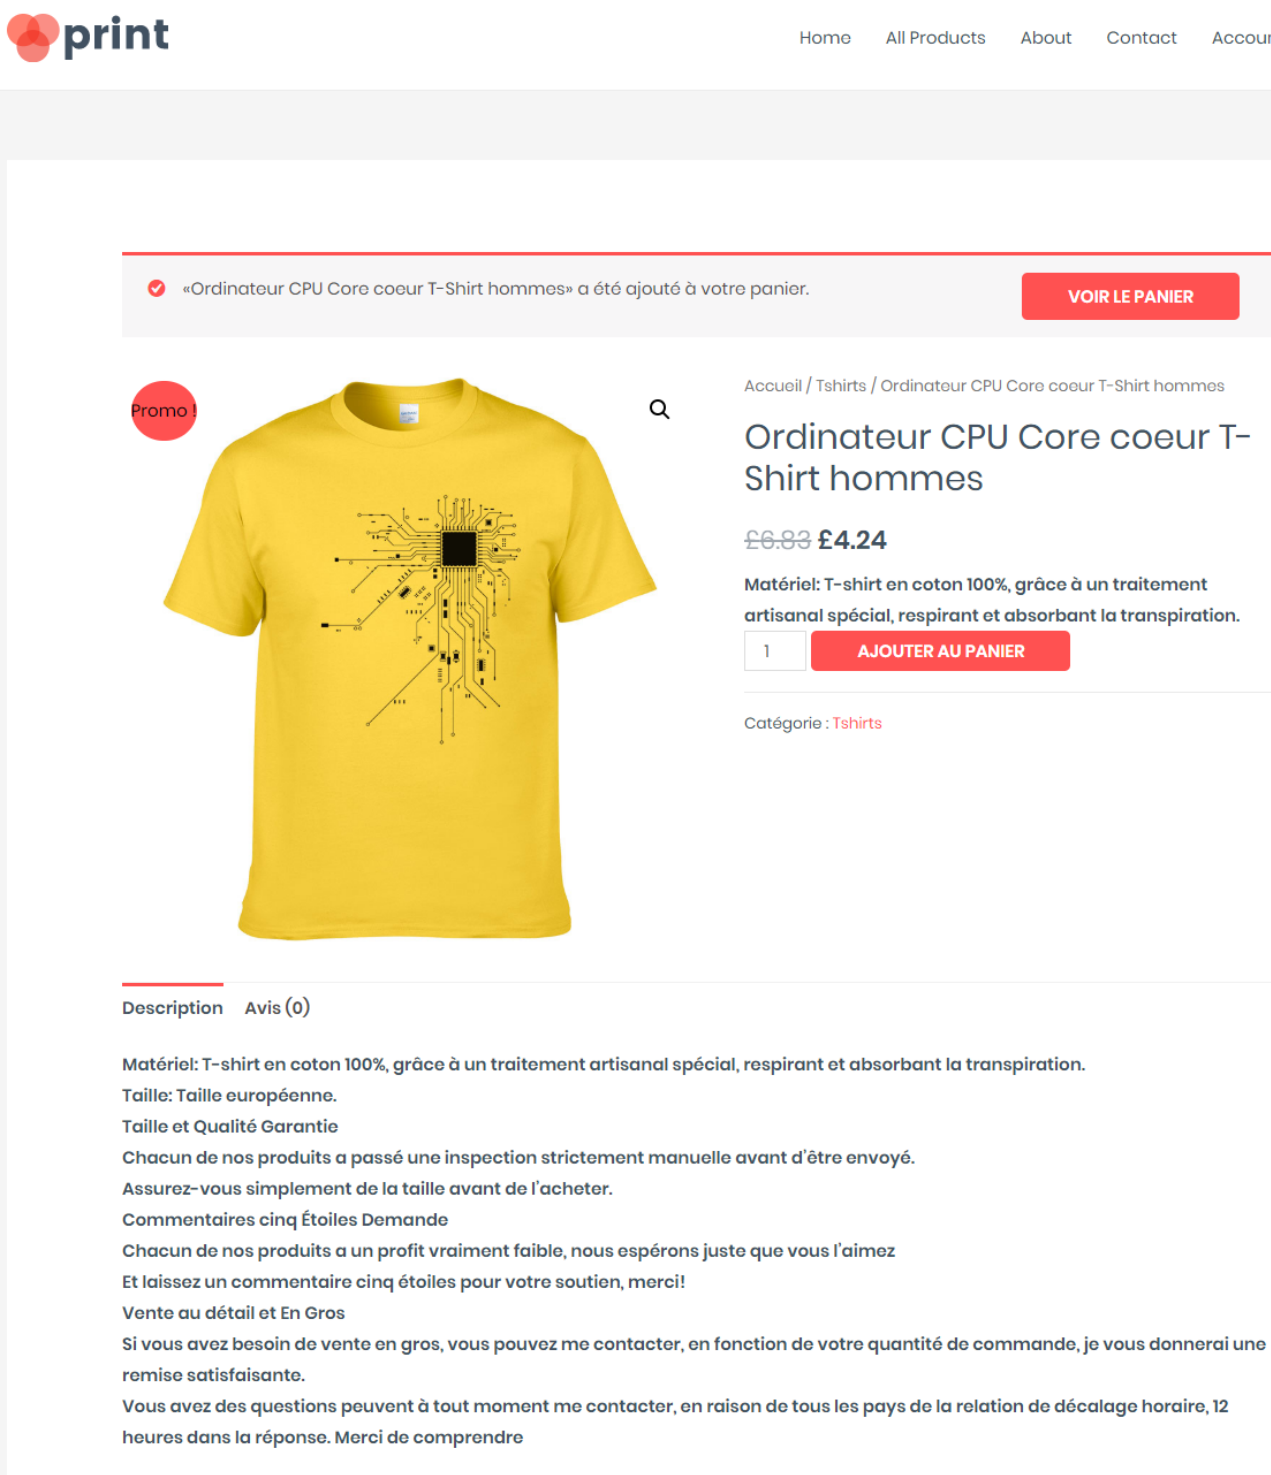 print
Home All Products About Contact Accour
«Ordinateur CPU Core coeur T-Shirt hommes» a été ajouté à votre panier.
VOIR LE PANIER
Promo !
Accueil / Tshirts / Ordinateur CPU Core coeur T-Shirt hommes
Ordinateur CPU Core coeur T-
Shirt hommes
£6.83 £4.24
Matériel: T-shirt en coton 100%, grâce à un traitement
artisanal spécial, respirant et absorbant la transpiration.
1 AJOUTER AU PANIER
Catégorie : Tshirts
Description Avis (0)
Matériel: T-shirt en coton 100%, grâce à un traitement artisanal spécial, respirant et absorbant la transpiration.
Taille: Taille européenne.
Taille et Qualité Garantie
Chacun de nos produits a passé une inspection strictement manuelle avant d'être envoyé.
Assurez-vous simplement de la taille avant de l'acheter.
Commentaires cinq Étoiles Demande
Chacun de nos produits a un profit vraiment faible, nous espérons juste que vous l'aimez
Et laissez un commentaire cinq étoiles pour votre soutien, merci!
Vente au détail et En Gros
Si vous avez besoin de vente en gros, vous pouvez me contacter, en fonction de votre quantité de commande, je vous donnerai une
remise satisfaisante.
Vous avez des questions peuvent à tout moment me contacter, en raison de tous les pays de la relation de décalage horaire, 12
heures dans la réponse. Merci de comprendre